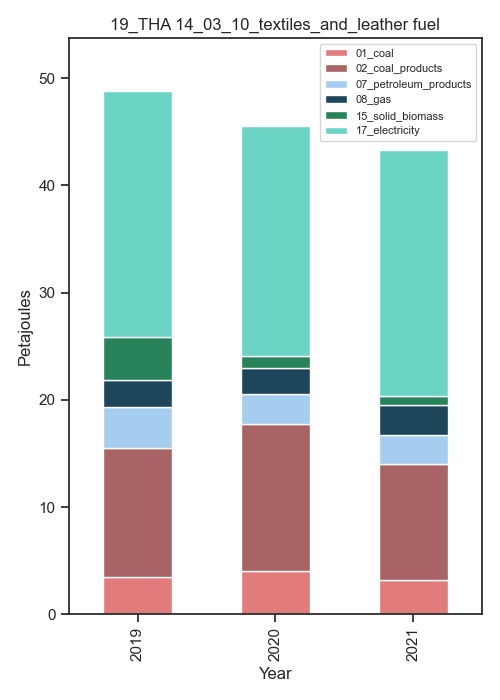 19_THA 14_03_10_textiles_and_leather fuel
01_coal
02_coal_products
07_petroleum_products
08_gas
15_solid_biomass
17_electricity
50
40
30
20
10
0
Petajoules
2019
2020
2021
Year